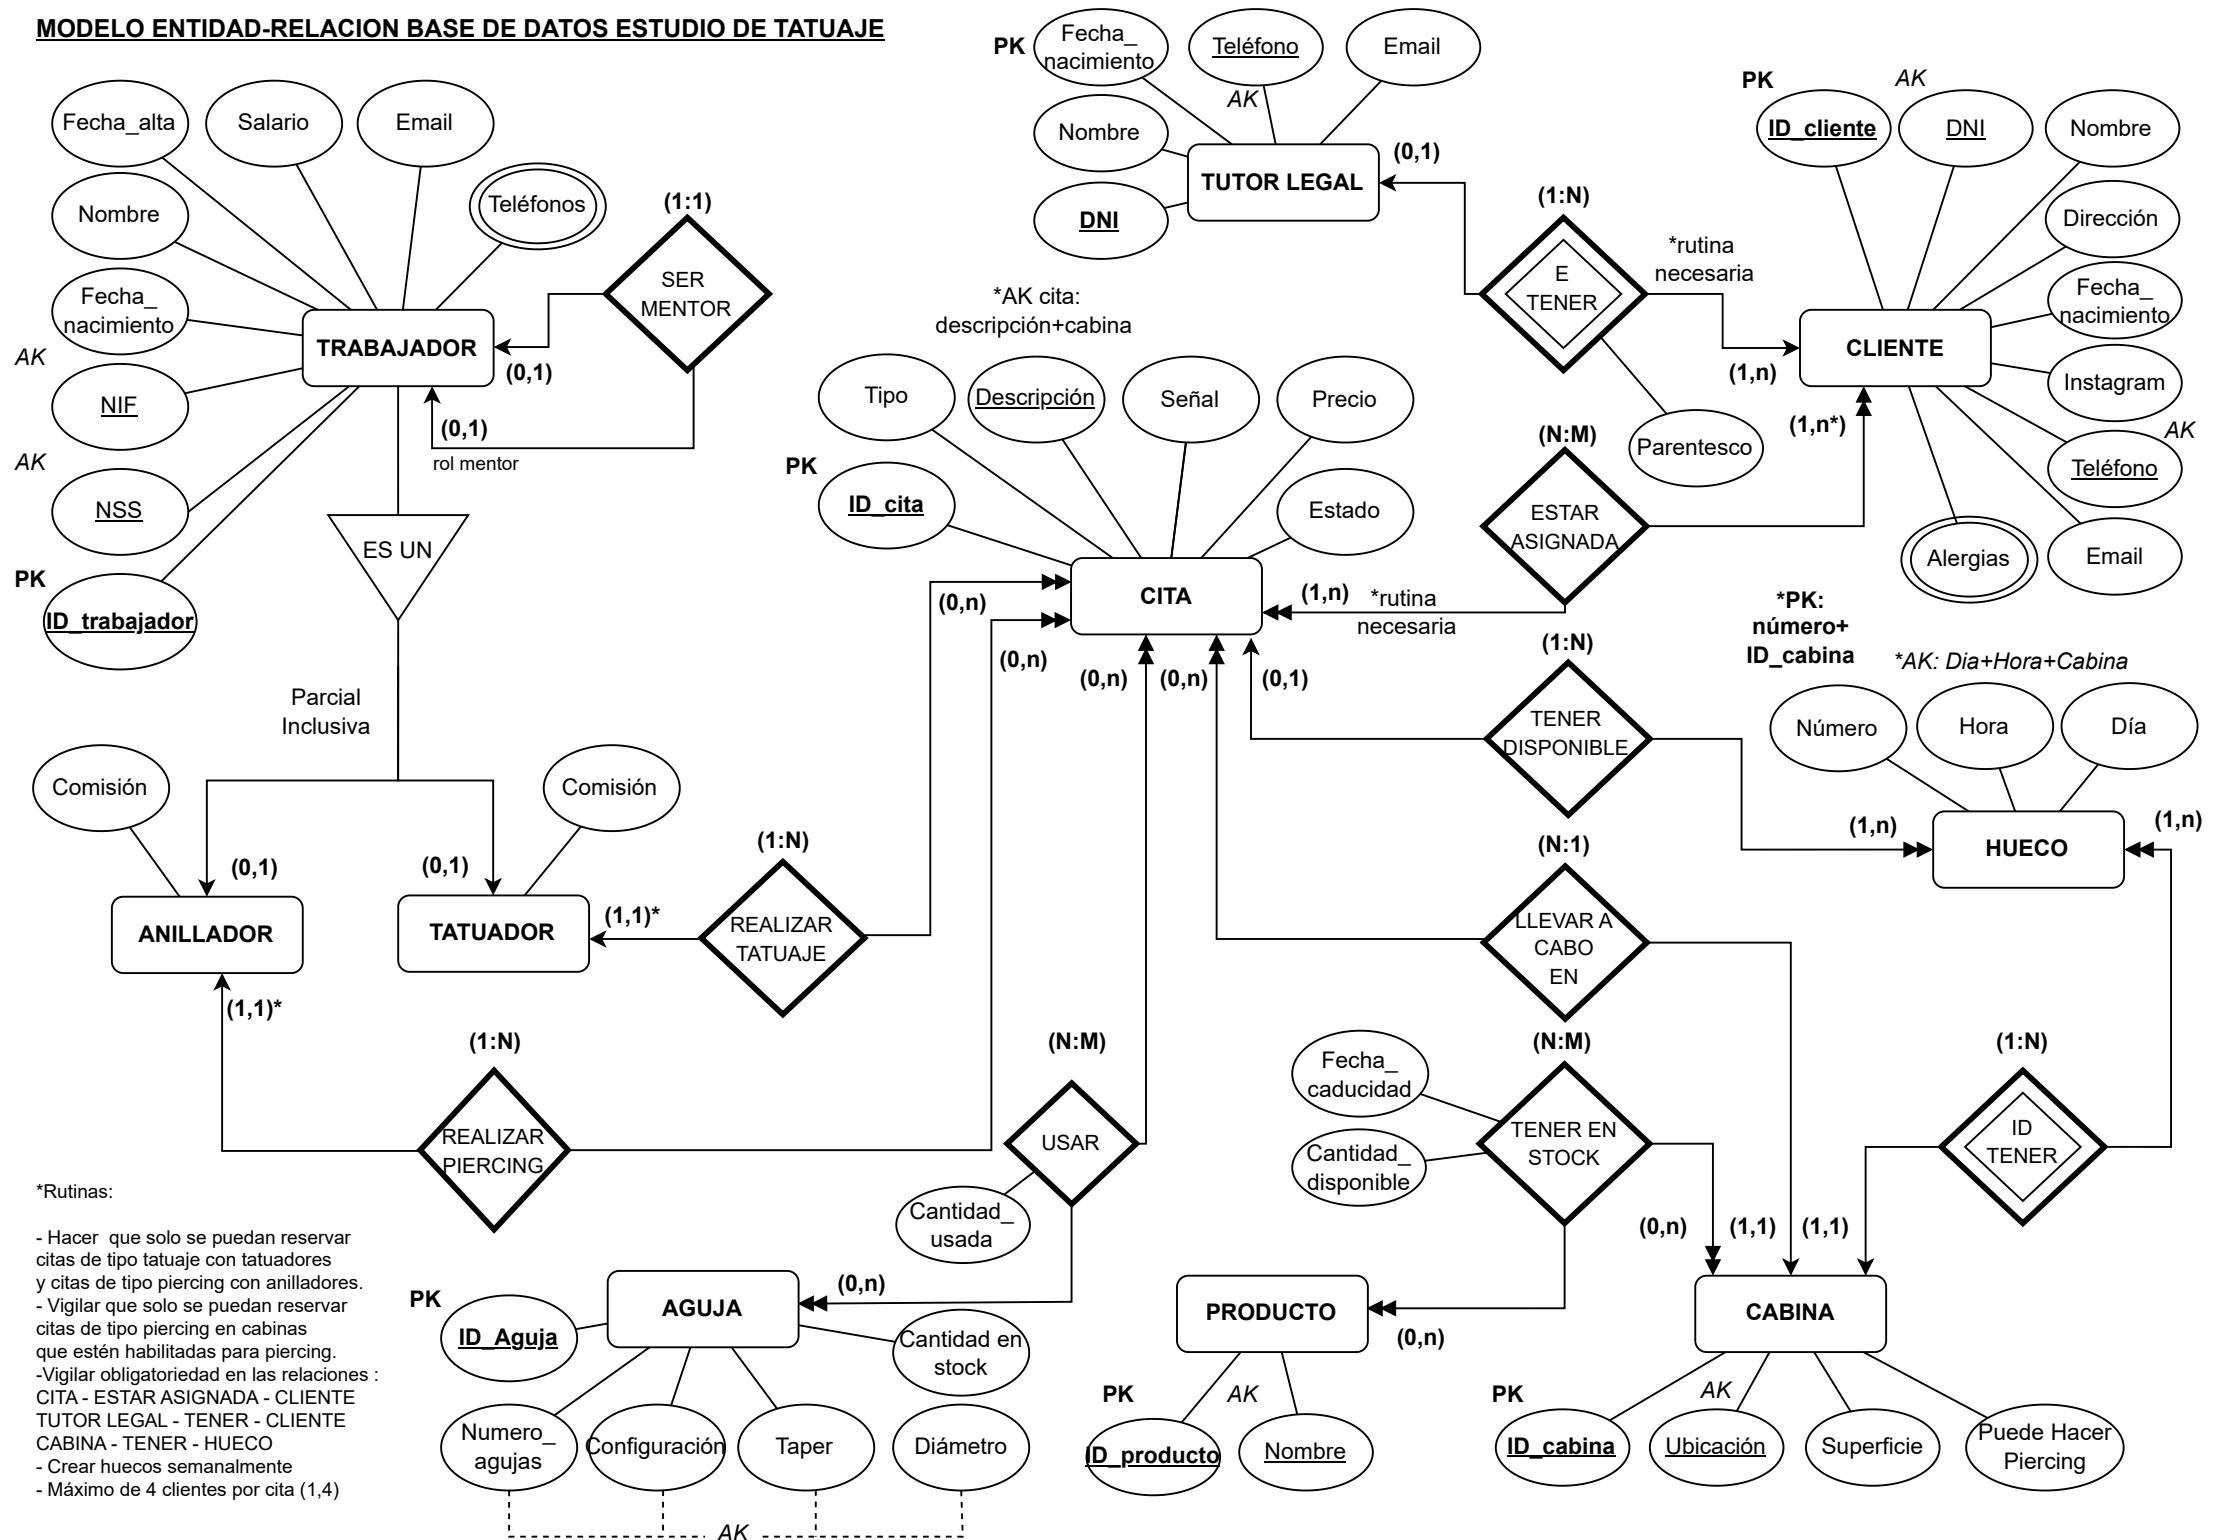 MODELO ENTIDAD-RELACION BASE DE DATOS ESTUDIO DE TATUAJE
Fecha_alta
Salario
Email
Teléfonos
Nombre
Fecha_
nacimiento
AK
NIF
AK
NSS
PK
ID_trabajador
TRABAJADOR
(1:1)
SER
MENTOR
(0,1)
(0,1)
rol mentor
ES UN
Parcial
Inclusiva
Comisión
Comisión
(0,1)
(0,1)
ANILLADOR
TATUADOR
(1,1)*
(1,1)*
(1:N)
REALIZAR
TATUAJE
(1:N)
REALIZAR
PIERCING
PK
Fecha_
nacimiento
Teléfono
AK
Email
Nombre
DNI
TUTOR LEGAL
(0,1)
(1:N)
E
TENER
*rutina
necesaria
(1,n)
Parentesco
PK
ID_cliente
AK
DNI
Nombre
Dirección
Fecha_
nacimiento
Instagram
AK
Teléfono
Email
Alergias
CLIENTE
(1,n*)
(N:M)
ESTAR
ASIGNADA
*AK cita:
descripción+cabina
Tipo
Descripción
Señal
Precio
PK
ID_cita
Estado
CITA
(0,n)
(0,n)
(0,n)
(0,n)
(0,1)
(1,n)
*rutina
necesaria
(1:N)
TENER
DISPONIBLE
*PK:
número+
ID_cabina
*AK: Dia+Hora+Cabina
Número
Hora
Día
(1,n)
HUECO
(1,n)
(N:1)
LLEVAR A
CABO
EN
(N:M)
USAR
Cantidad_
usada
(N:M)
TENER EN
STOCK
Fecha_
caducidad
Cantidad_
disponible
(1:N)
ID
TENER
(0,n)
(1,1)
(1,1)
*Rutinas:
- Hacer  que solo se puedan reservar
citas de tipo tatuaje con tatuadores
y citas de tipo piercing con anilladores.
- Vigilar que solo se puedan reservar
citas de tipo piercing en cabinas
que estén habilitadas para piercing.
-Vigilar obligatoriedad en las relaciones :
CITA - ESTAR ASIGNADA - CLIENTE
TUTOR LEGAL - TENER - CLIENTE
CABINA - TENER - HUECO
- Crear huecos semanalmente
- Máximo de 4 clientes por cita (1,4)
PK
ID_Aguja
AGUJA
(0,n)
Cantidad en
stock
Numero_
agujas
Configuración
Taper
Diámetro
AK
PRODUCTO
(0,n)
PK
ID_producto
AK
Nombre
CABINA
PK
ID_cabina
AK
Ubicación
Superficie
Puede Hacer
Piercing